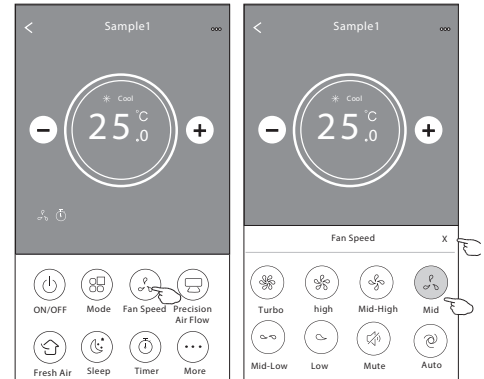 Sample1
Cool
25.0°C
ON/OFF
Mode
Fan Speed
Precision
Air Flow
Fresh Air
Sleep
Timer
More
Sample1
Cool
25.0°C
Fan Speed X
Turbo
high
Mid-High
Mid
Mid-Low
Low
Mute
Auto